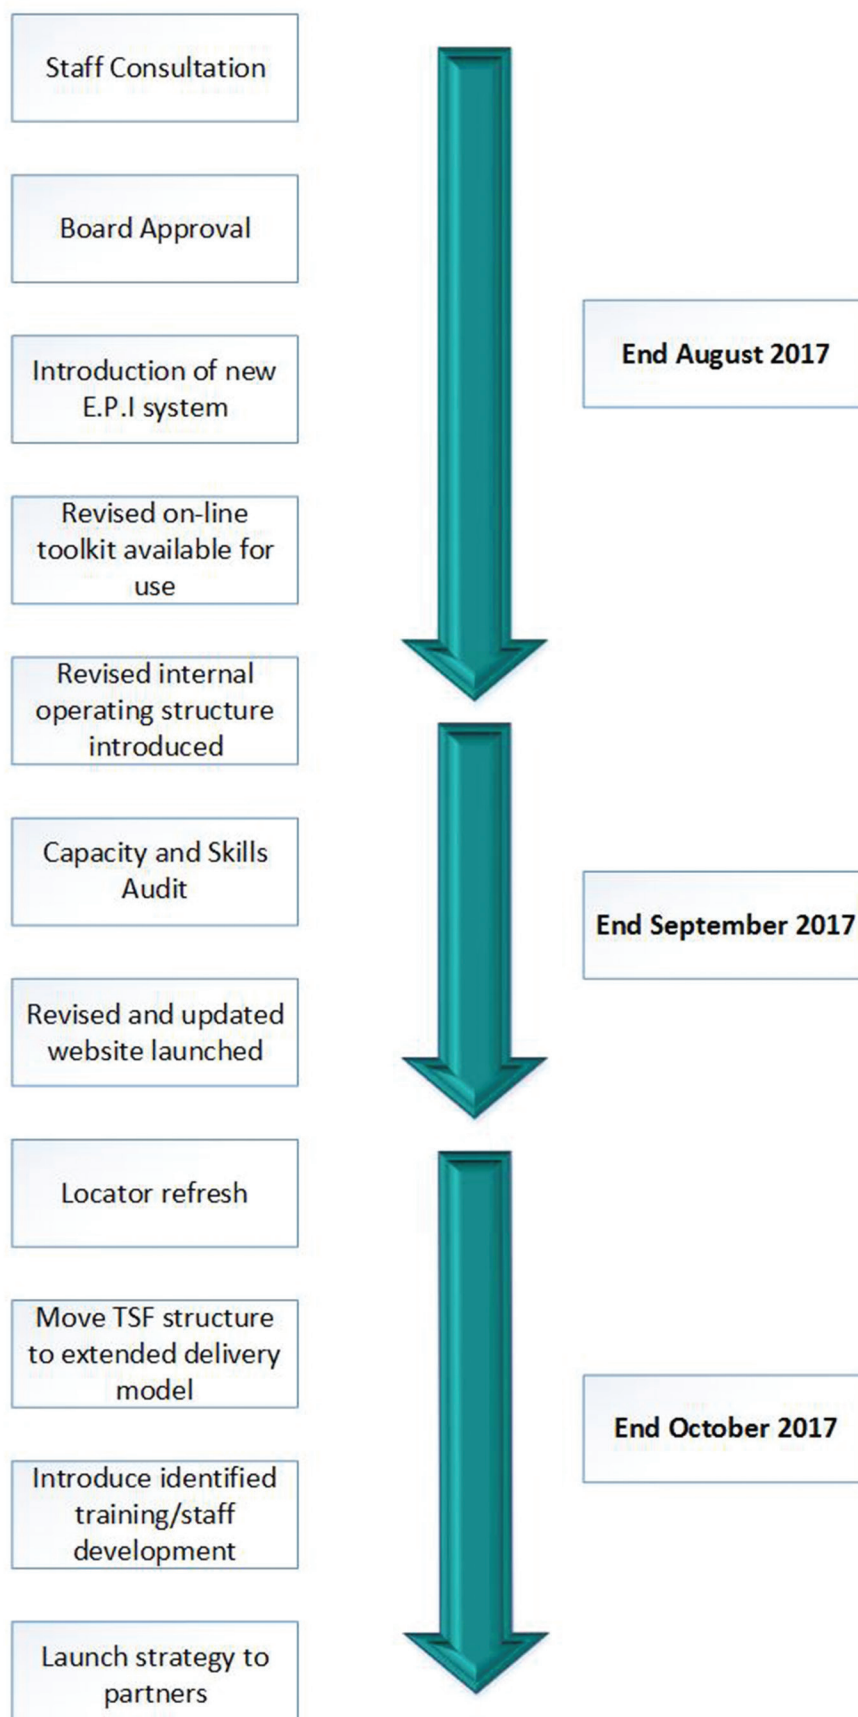 Staff Consultation
Board Approval
Introduction of new
E.P.I system
End August 2017
Revised on-line
toolkit available for
use
Revised internal
operating structure
introduced
Capacity and Skills
Audit
End September 2017
Revised and updated
website launched
Locator refresh
Move TSF structure
to extended delivery
model
End October 2017
Introduce identified
training/staff
development
Launch strategy to
partners